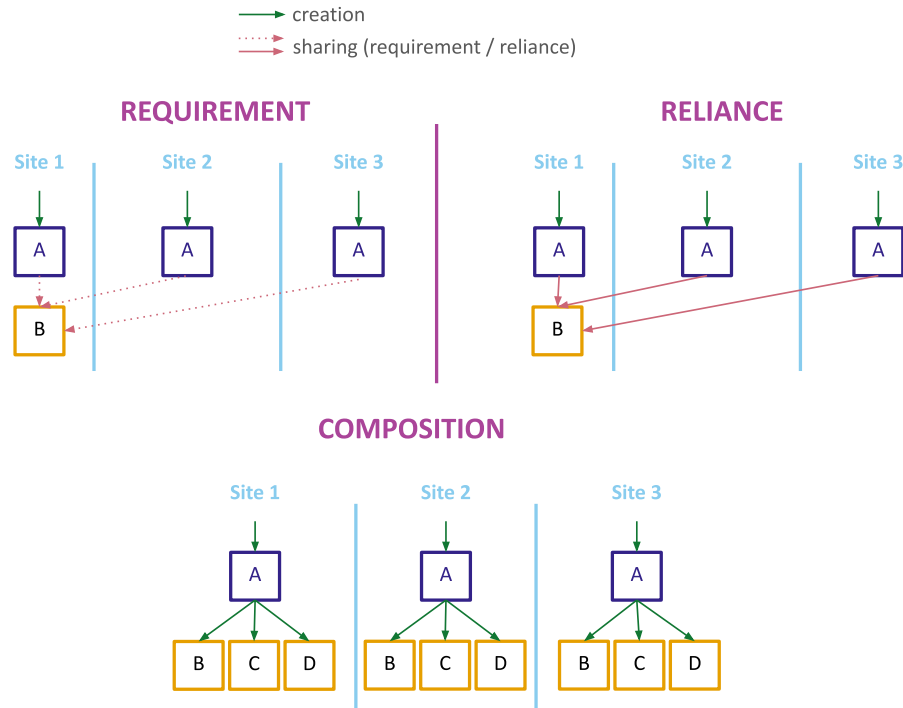 creation
sharing (requirement / reliance)
REQUIREMENT
RELIANCE
Site 1
Site 2
Site 3
Site 1
Site 2
Site 3
A
A
A
A
A
A
B
B
COMPOSITION
Site 1
Site 2
Site 3
A
A
A
B
C
D
B
C
D
B
C
D